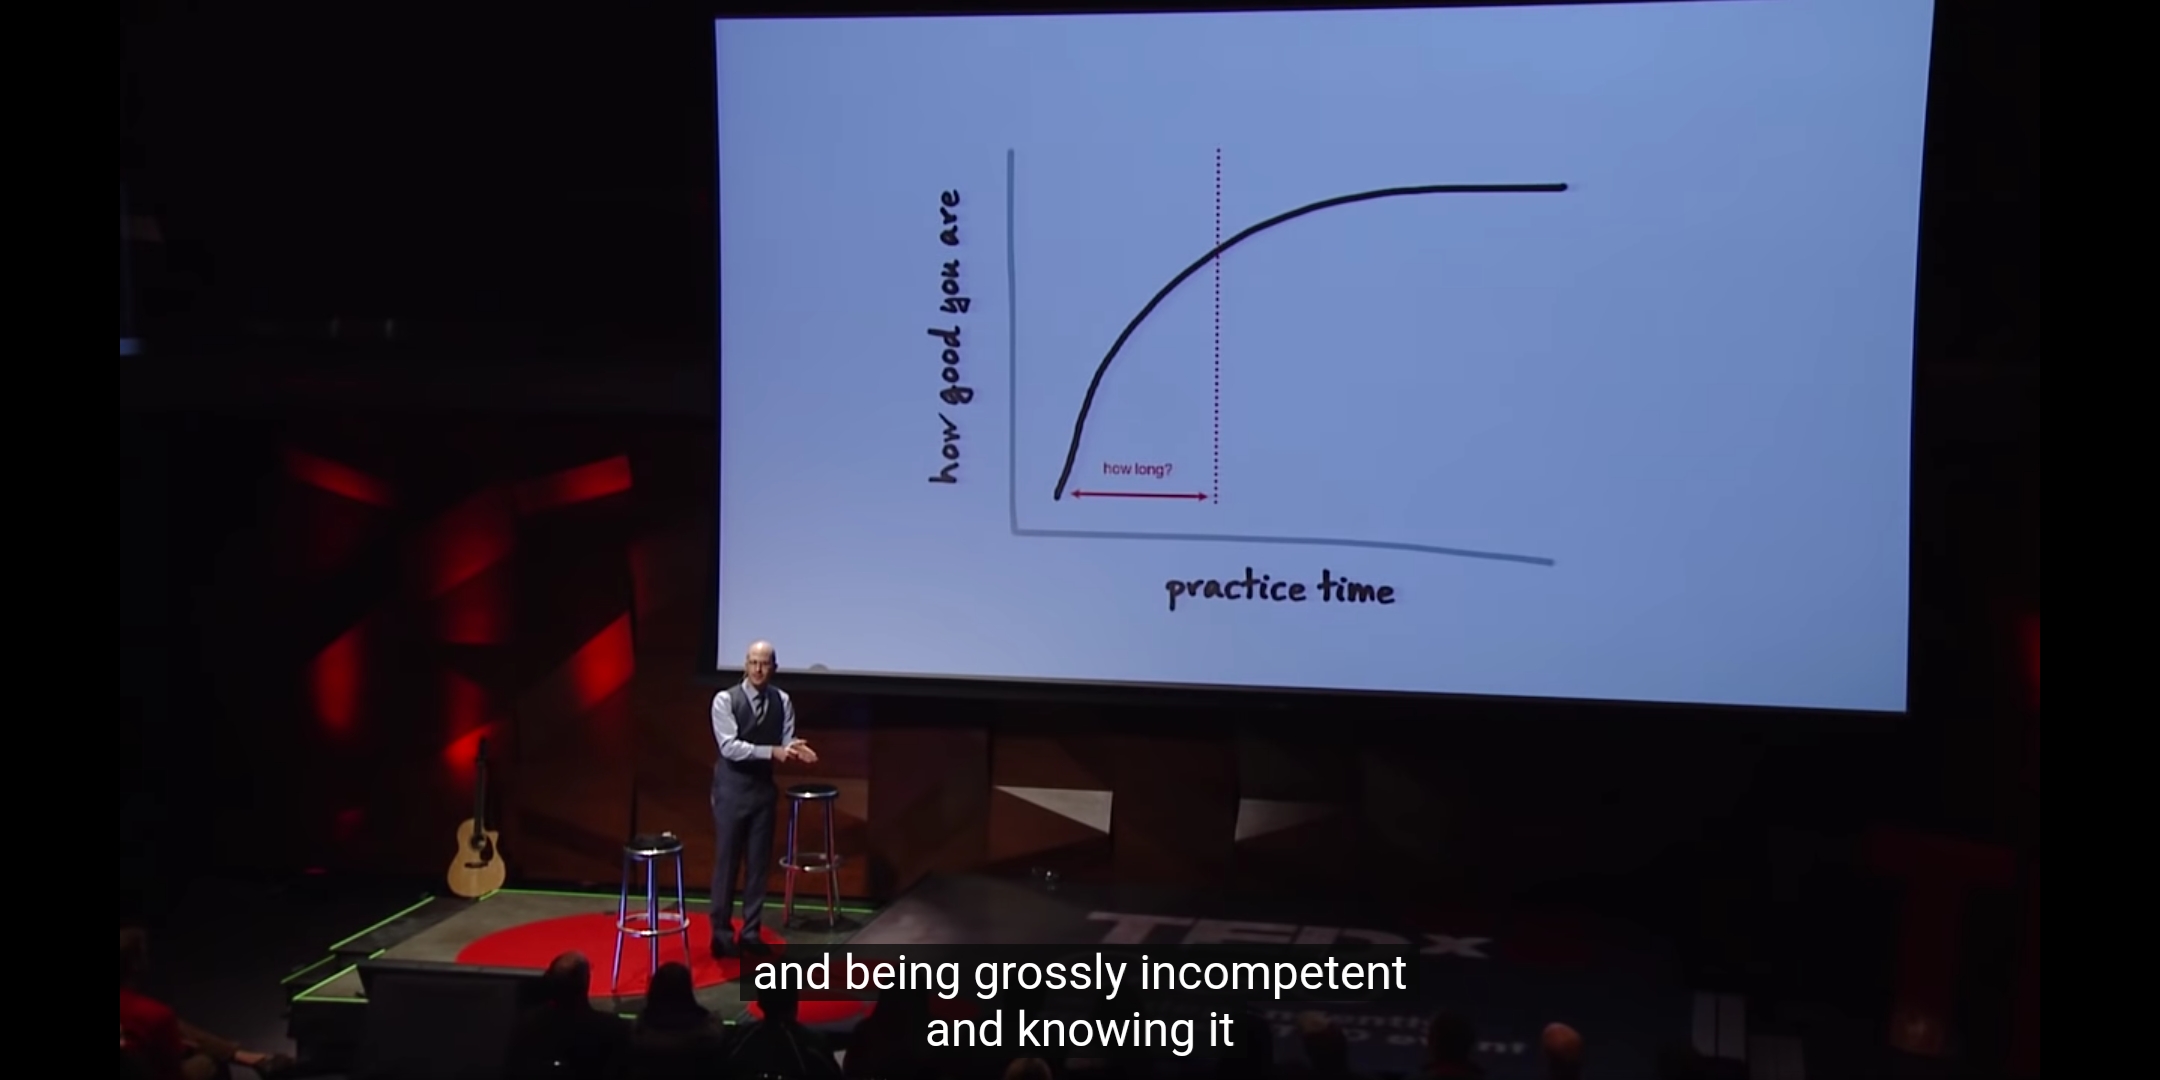 how good you are
how long?
practice time
TEDx
and being grossly incompetent
and knowing it